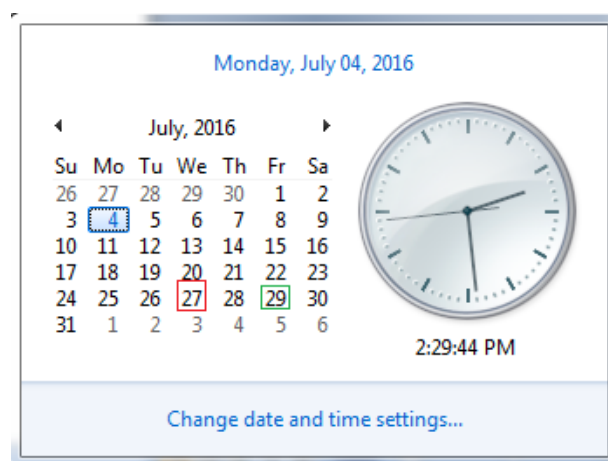 Monday, July 04, 2016
July, 2016
Su Mo Tu We Th Fr Sa
26 27 28 29 30 1 2
3 4 5 6 7 8 9
10 11 12 13 14 15 16
17 18 19 20 21 22 23
24 25 26 27 28 29 30
31 1 2 3 4 5 6
2:29:44 PM
Change date and time settings...